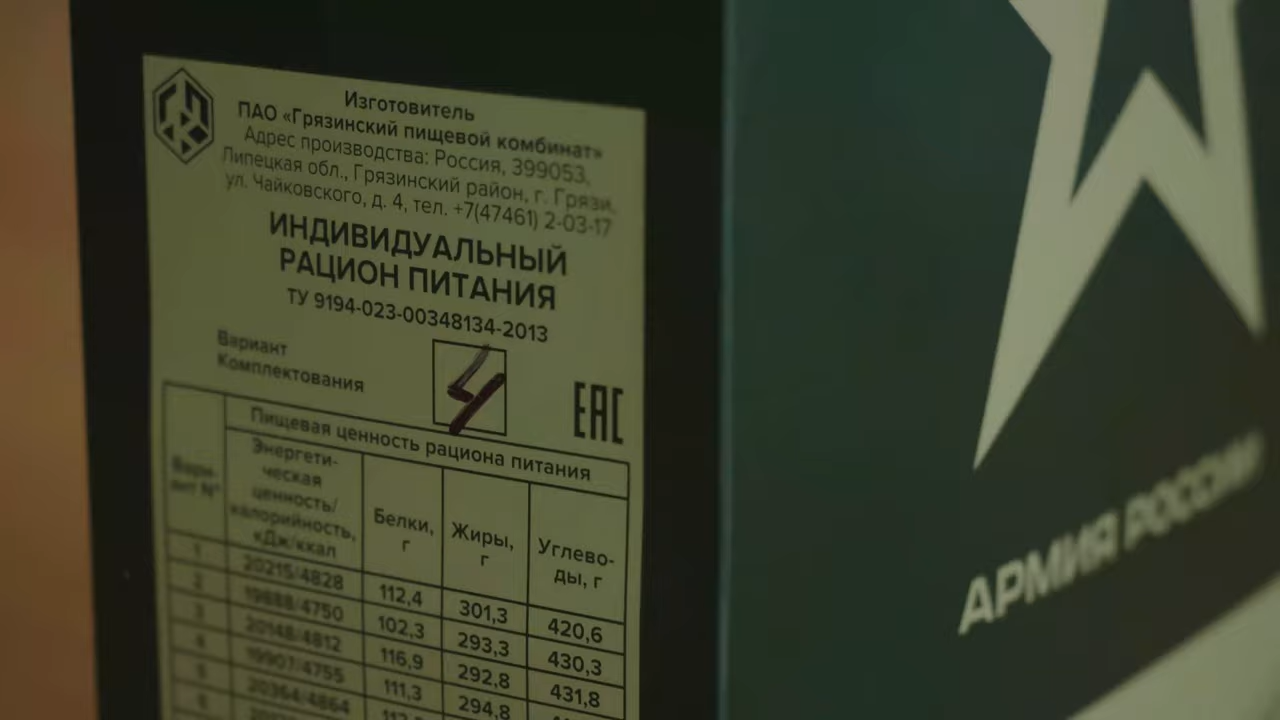 Изготовитель
ПАО «Грязинский пищевой комбинат»
Адрес производства: Россия, 399053,
Липецкая обл., Грязинский район, г. Грязи,
ул. Чайковского, д. 4, тел. +7(47461) 2-03-17
ИНДИВИДУАЛЬНЫЙ
РАЦИОН ПИТАНИЯ
ТУ 9194-023-00348134-2013
Вариант
Комплектования
4
ЕАС
Пищевая ценность рациона питания
Вари-
ант №
Энергети-
ческая
ценность/
калорийность,
кДж/ккал
Белки,
г
Жиры,
г
Углево-
ды, г
1 20215/4828 112,4 301,3 420,6
2 19888/4750 102,3 293,3 430,3
3 20148/4812 116,9 292,8 431,8
4 19907/4755 111,3 294,8
5 20364/4864
6
АРМИЯ РОССИИ